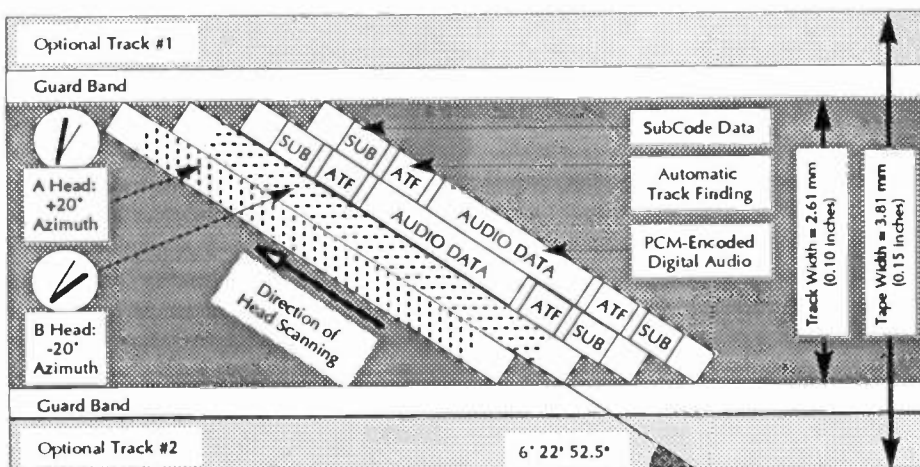 Optional Track #1
Guard Band
A Head:
+20°
Azimuth
B Head:
-20°
Azimuth
SUB
ATF
AUDIO DATA
ATF
SUB
SUB
ATF
AUDIO DATA
ATF
SUB
Direction of
Head Scanning
SubCode Data
Automatic
Track Finding
PCM-Encoded
Digital Audio
Track Width = 2.61 mm
(0.10 Inches)
Tape Width = 3.81 mm
(0.15 Inches)
Guard Band
Optional Track #2
6° 22' 52.5"